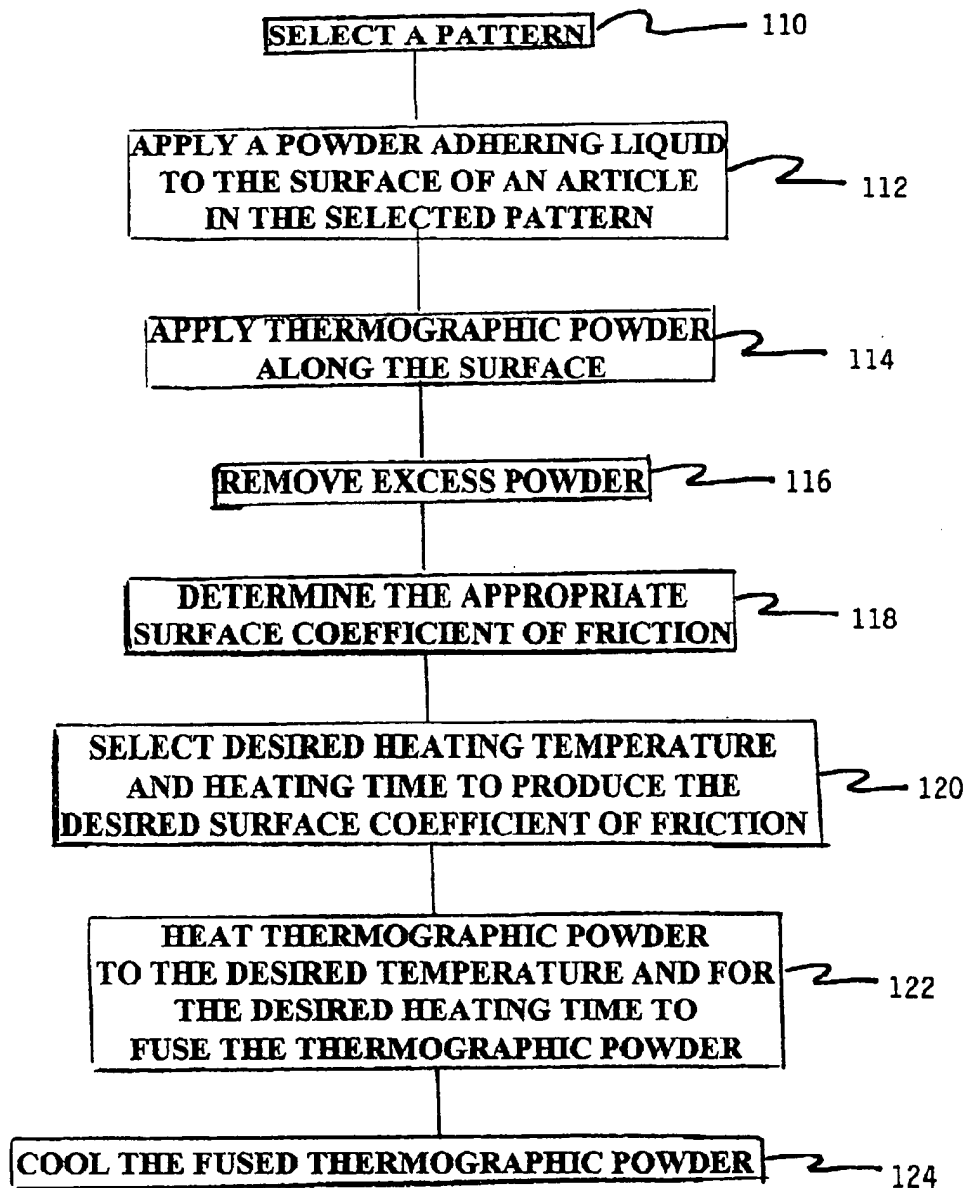 SELECT A PATTERN
110
APPLY A POWDER ADHERING LIQUID
TO THE SURFACE OF AN ARTICLE
IN THE SELECTED PATTERN
112
APPLY THERMOGRAPHIC POWDER
ALONG THE SURFACE
114
REMOVE EXCESS POWDER
116
DETERMINE THE APPROPRIATE
SURFACE COEFFICIENT OF FRICTION
118
SELECT DESIRED HEATING TEMPERATURE
AND HEATING TIME TO PRODUCE THE
DESIRED SURFACE COEFFICIENT OF FRICTION
120
HEAT THERMOGRAPHIC POWDER
TO THE DESIRED TEMPERATURE AND FOR
THE DESIRED HEATING TIME TO
FUSE THE THERMOGRAPHIC POWDER
122
COOL THE FUSED THERMOGRAPHIC POWDER
124